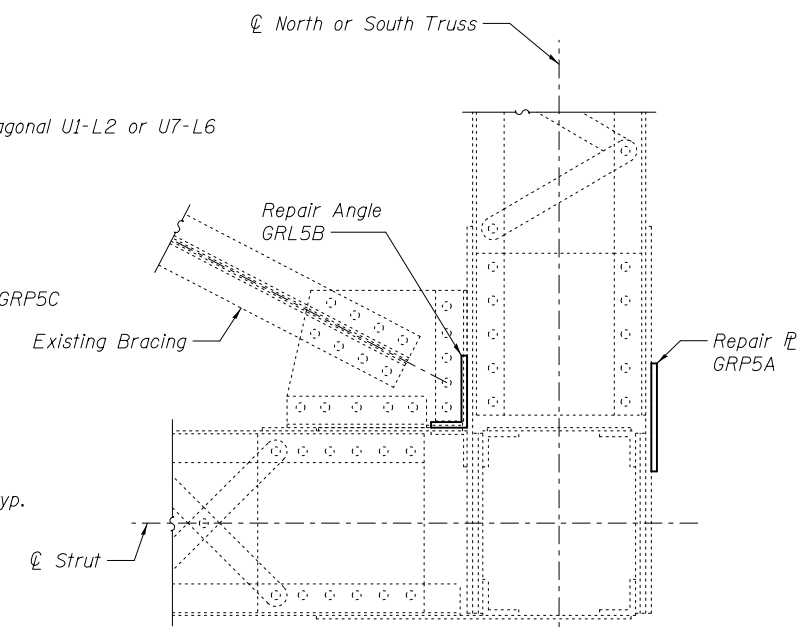 ℄ North or South Truss
agonal U1-L2 or U7-L6
Repair Angle
GRL5B
GRP5C
Existing Bracing
Repair ⅊
GRP5A
yp.
℄ Strut